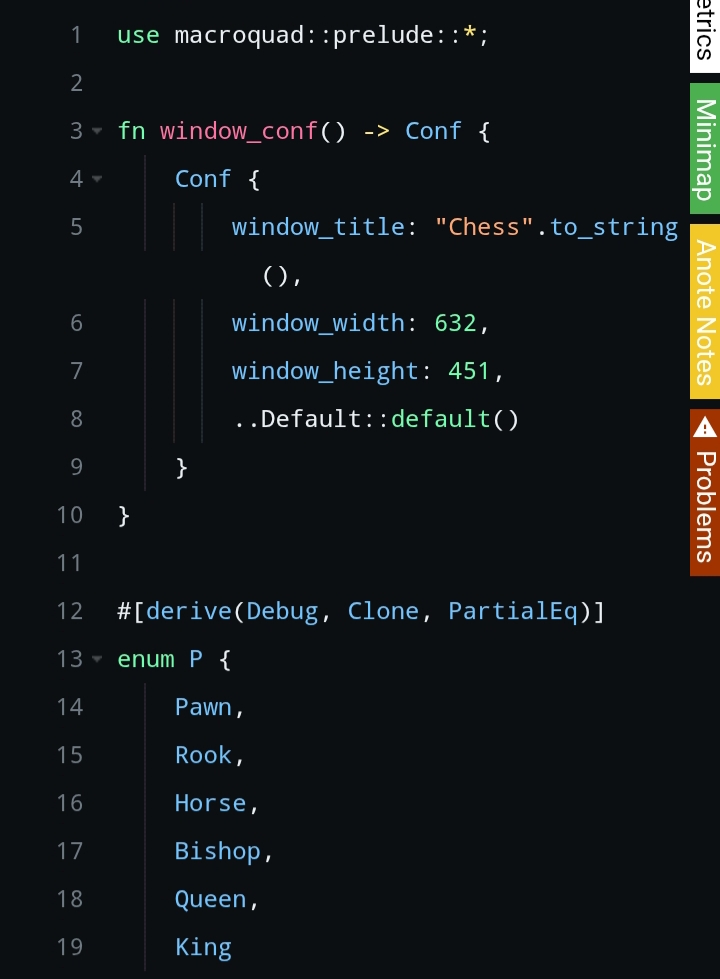 1 use macroquad::prelude::*;
2
3 fn window_conf() -> Conf {
4 Conf {
5 window_title: "Chess".to_string
(),
6 window_width: 632,
7 window_height: 451,
8 ..Default::default()
9 }
10 }
11
12 #[derive(Debug, Clone, PartialEq)]
13 enum P {
14 Pawn,
15 Rook,
16 Horse,
17 Bishop,
18 Queen,
19 King
etrics
Minimap
Anote Notes
Problems